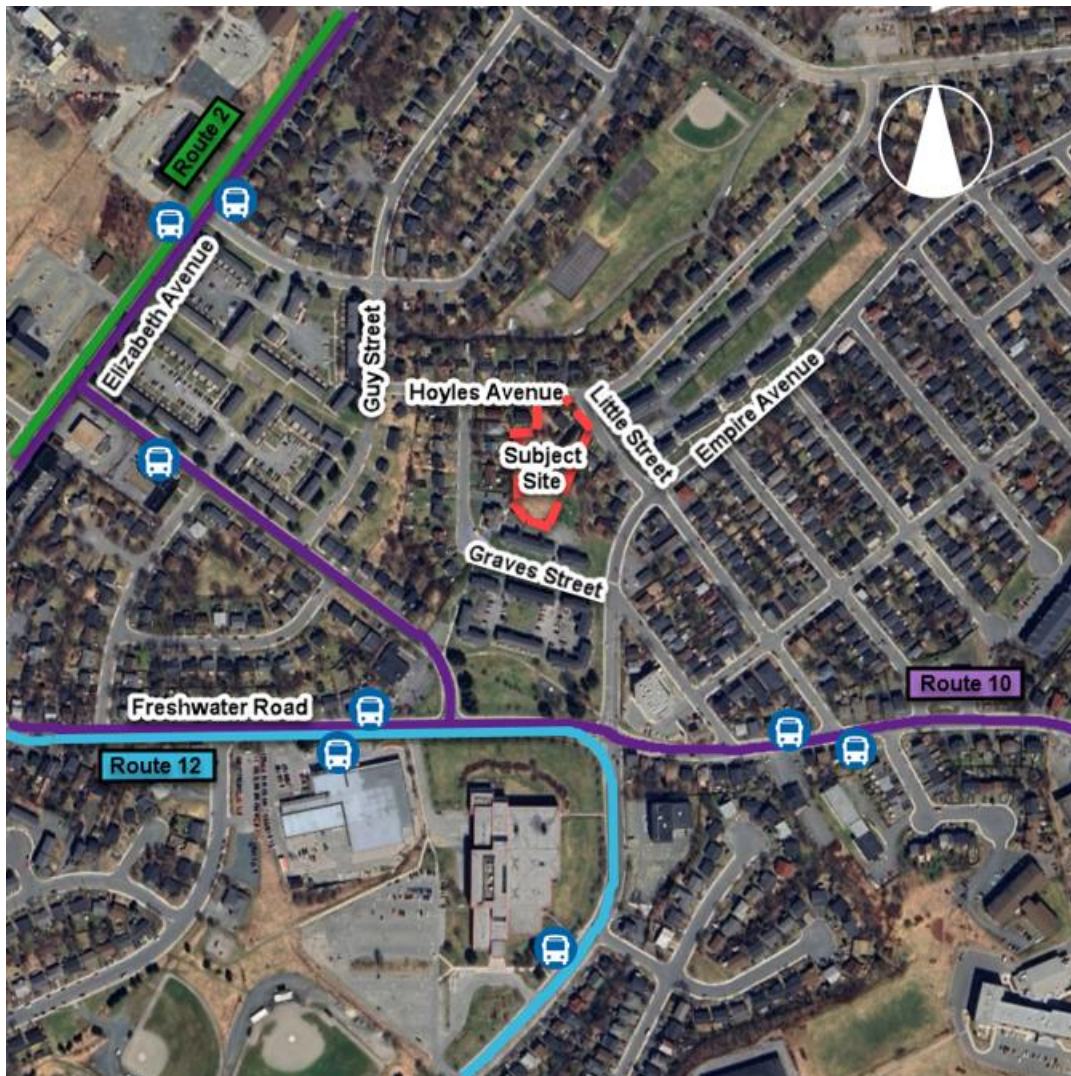 Route 2
Elizabeth Avenue
Guy Street
Hoyles Avenue
Little Street
Empire Avenue
Subject
Site
Graves Street
Route 10
Freshwater Road
Route 12